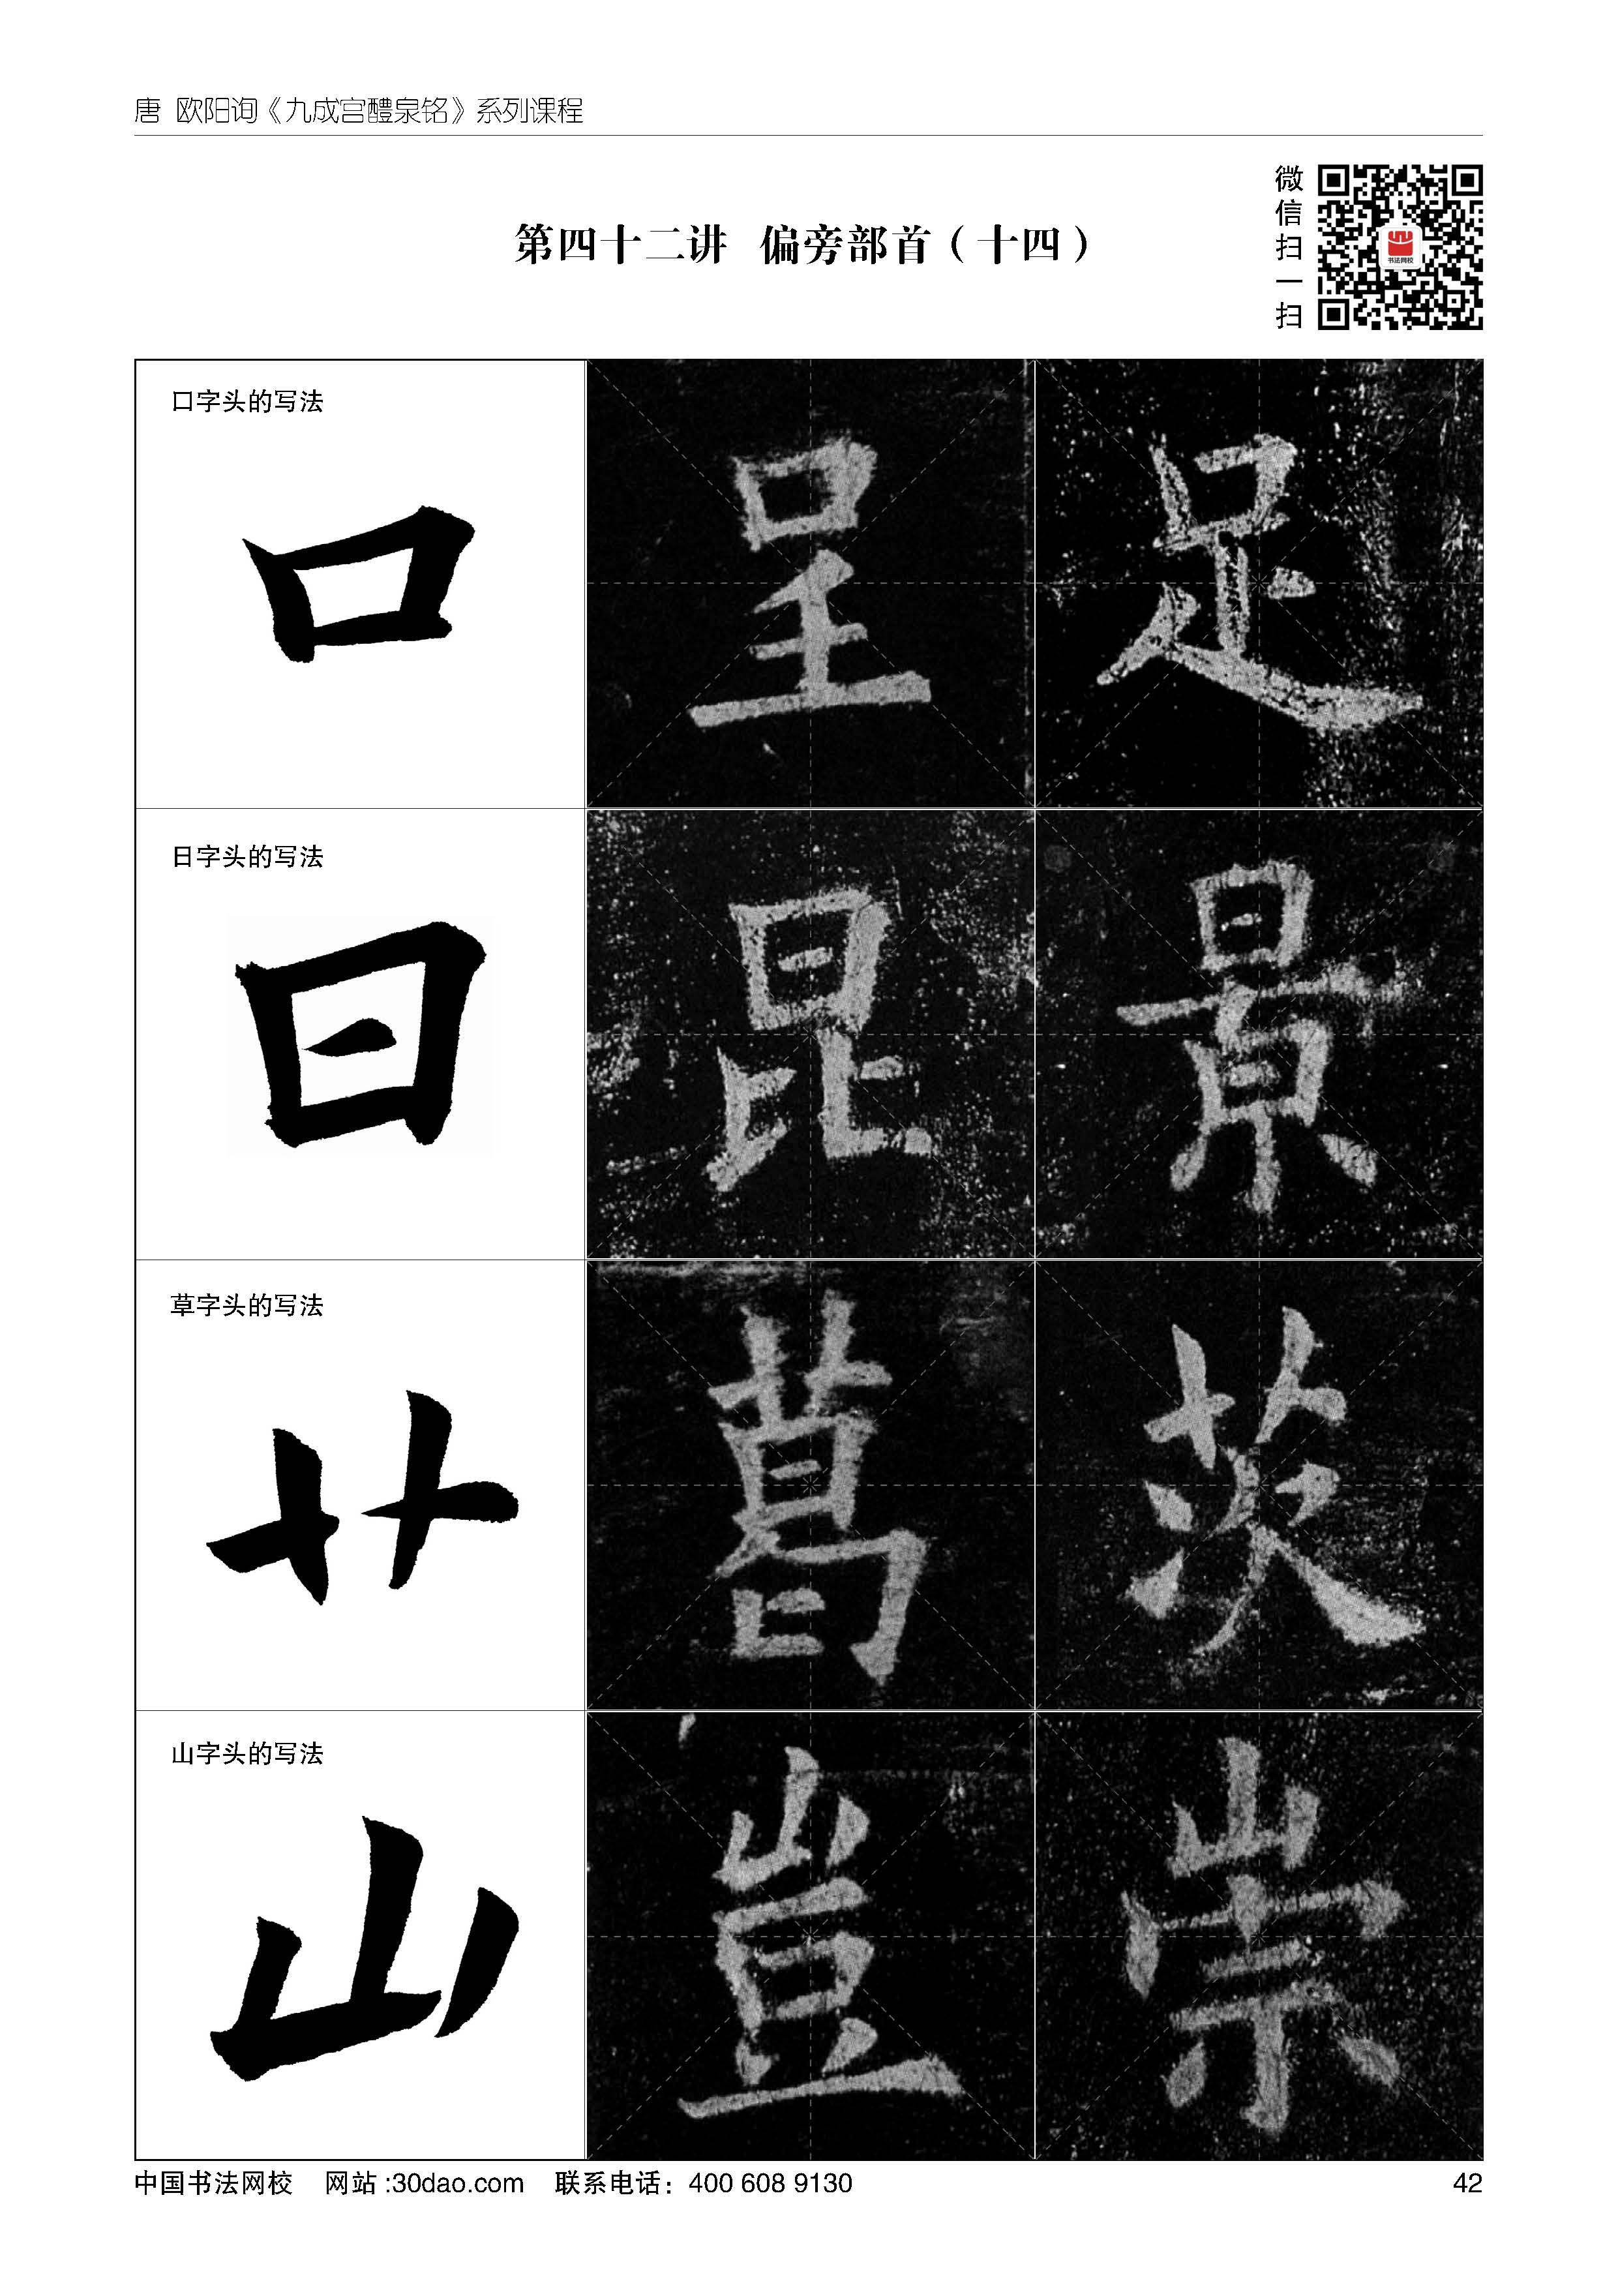 唐 欧阳询《九成宫醴泉铭》系列课程
微信扫一扫
书法网校
第四十二讲 偏旁部首（十四）
口字头的写法
口 呈 足
日字头的写法
日 昆 景
草字头的写法
艹 葛 茨
山字头的写法
山 豈 崇
中国书法网校 网站:30dao.com 联系电话：400 608 9130 42